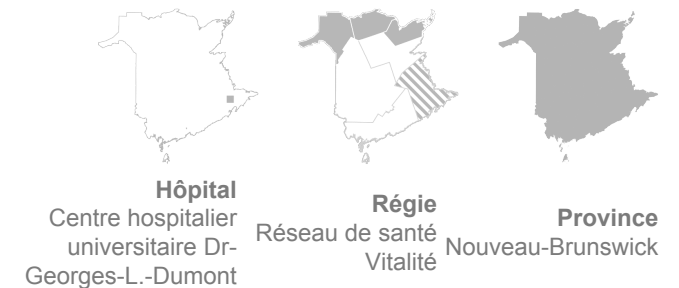 Hôpital
Centre hospitalier
universitaire Dr-
Georges-L.-Dumont
Régie
Réseau de santé
Vitalité
Province
Nouveau-Brunswick